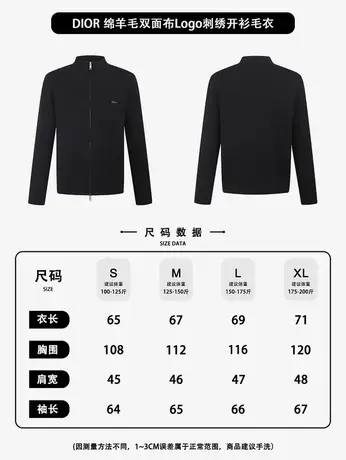 DIOR 绵羊毛双面布Logo刺绣开衫毛衣
尺码数据
SIZE DATA
尺码 S M L XL
SIZE 建议体重 建议体重 建议体重 建议体重
100-125斤 125-150斤 150-175斤 175-200斤
衣长 65 67 69 71
胸围 108 112 116 120
肩宽 45 46 47 48
袖长 64 65 66 67
(因测量方法不同，1~3CM误差属于正常范围，商品建议手洗)